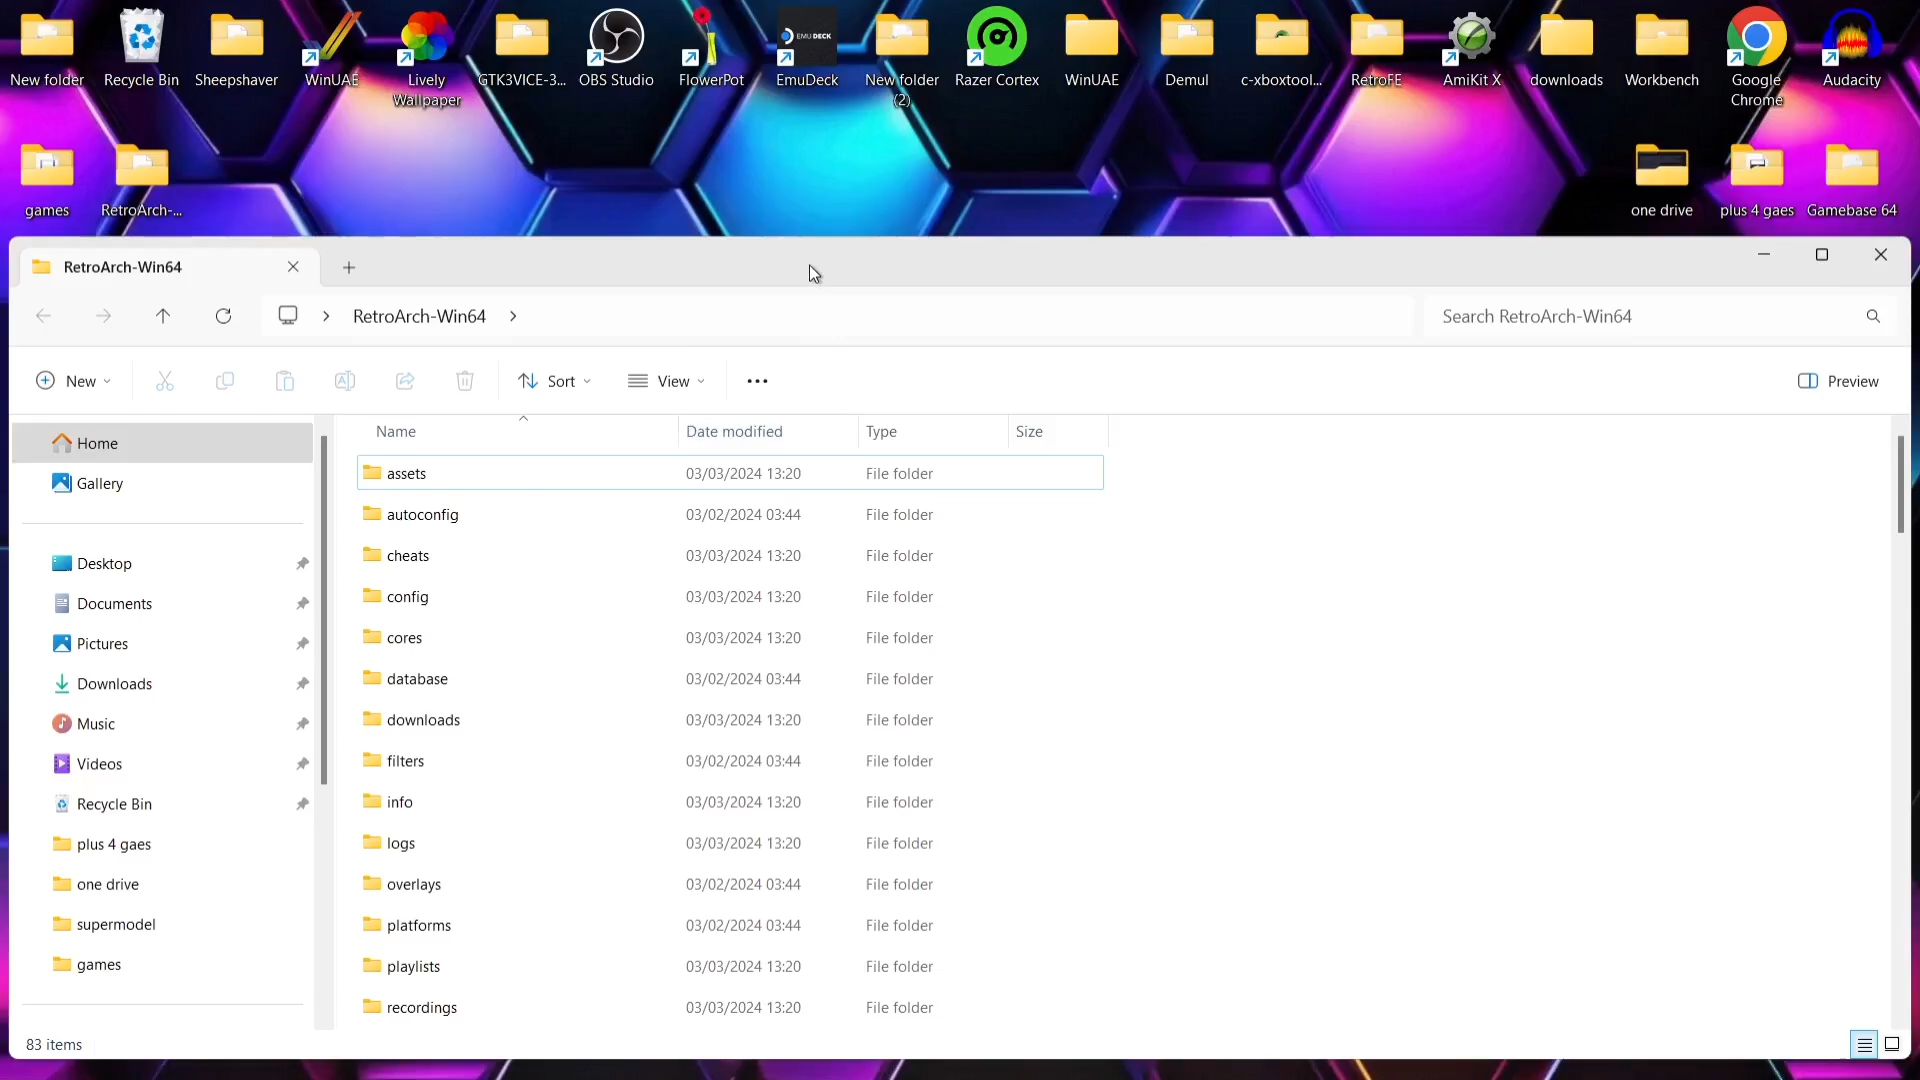 New folder
Recycle Bin
Sheepshaver
WinUAE
Lively
Wallpaper
GTK3VICE-3...
OBS Studio
FlowerPot
EMU DECK
EmuDeck
New folder
(2)
Razer Cortex
WinUAE
Demul
c-xboxtool...
RetroFE
AmiKit X
downloads
Workbench
Google
Chrome
Audacity
games
RetroArch-...
one drive
plus 4 gaes
Gamebase 64
RetroArch-Win64
RetroArch-Win64
Search RetroArch-Win64
New
Sort
View
Preview
Home
Gallery
Desktop
Documents
Pictures
Downloads
Music
Videos
Recycle Bin
plus 4 gaes
one drive
supermodel
games
Name Date modified Type Size
assets 03/03/2024 13:20 File folder
autoconfig 03/02/2024 03:44 File folder
cheats 03/03/2024 13:20 File folder
config 03/03/2024 13:20 File folder
cores 03/03/2024 13:20 File folder
database 03/02/2024 03:44 File folder
downloads 03/03/2024 13:20 File folder
filters 03/02/2024 03:44 File folder
info 03/03/2024 13:20 File folder
logs 03/03/2024 13:20 File folder
overlays 03/02/2024 03:44 File folder
platforms 03/02/2024 03:44 File folder
playlists 03/03/2024 13:20 File folder
recordings 03/03/2024 13:20 File folder
83 items